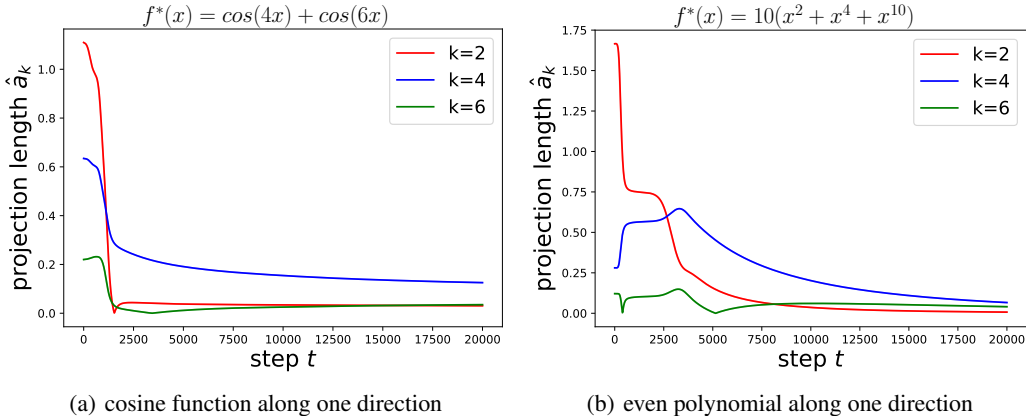 f*(x) = cos(4x) + cos(6x)
projection length âₖ
1.0
0.8
0.6
0.4
0.2
0.0
k=2
k=4
k=6
0 2500 5000 7500 10000 12500 15000 17500 20000
step t
(a) cosine function along one direction
f*(x) = 10(x² + x⁴ + x¹⁰)
projection length âₖ
1.75
1.50
1.25
1.00
0.75
0.50
0.25
0.00
k=2
k=4
k=6
0 2500 5000 7500 10000 12500 15000 17500 20000
step t
(b) even polynomial along one direction